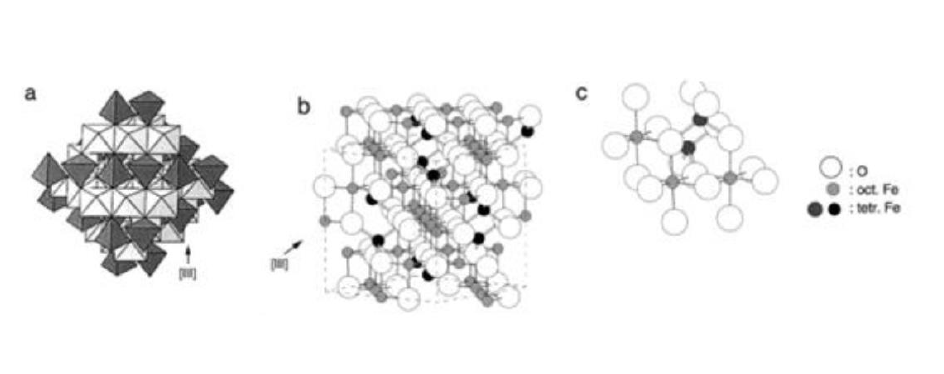 a
b
c
[111]
[111]
: O
: oct. Fe
: tetr. Fe